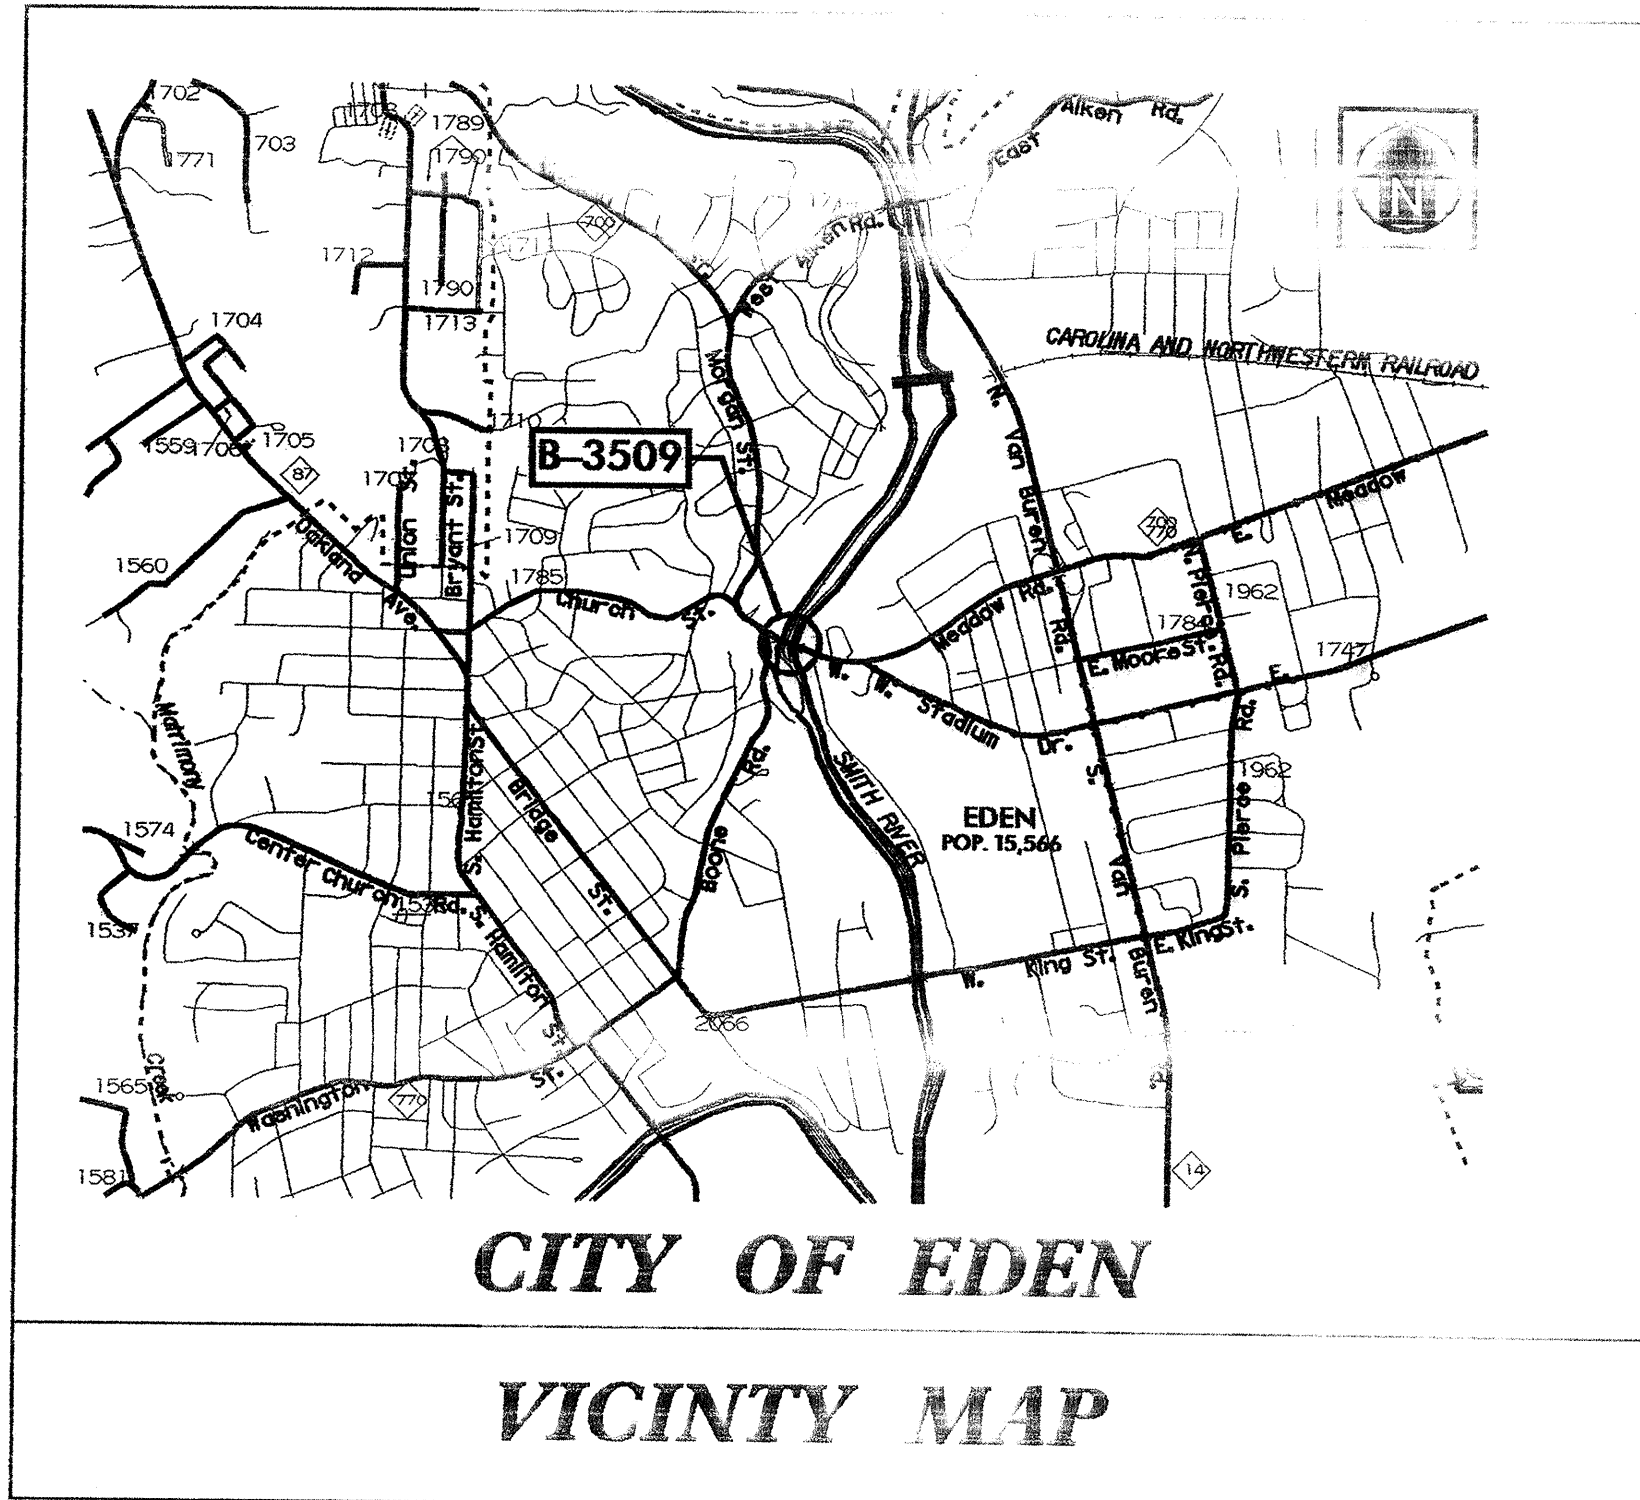 1702
703
771
1789
1790
Aiken Rd.
East
N
700
West Aiken Rd.
1712
1790
1713
1704
CAROLINA AND NORTHWESTERN RAILROAD
Morgan St.
N. Van Buren Rd.
1710
1559
1706
1705
1708
B-3509
87
Union St.
Bryant St.
1709
Oakland Ave.
1560
1785
Church St.
E. Meadow
700
770
N. Pierce Rd.
1962
Meadow Rd.
W.
1784
E. Moore St.
1747
E.
W. Stadium Dr.
Matrimony
Creek
S. Hamilton St.
Bridge St.
Boone Rd.
SMITH RIVER
EDEN
POP. 15,566
S. Van Buren
S. Pierce Rd.
1962
1574
Center Church Rd.
1537
S. Hamilton St.
W. King St.
E. King St.
2066
1565
Washington St.
770
1581
14
CITY OF EDEN
VICINTY MAP